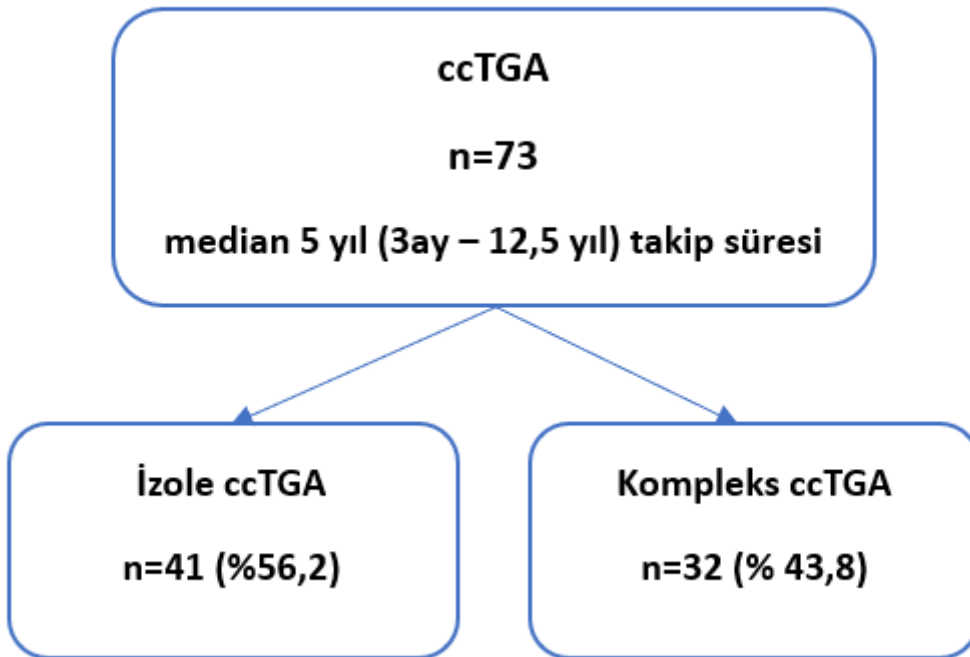 ccTGA
n=73
median 5 yıl (3ay – 12,5 yıl) takip süresi
İzole ccTGA
n=41 (%56,2)
Kompleks ccTGA
n=32 (% 43,8)